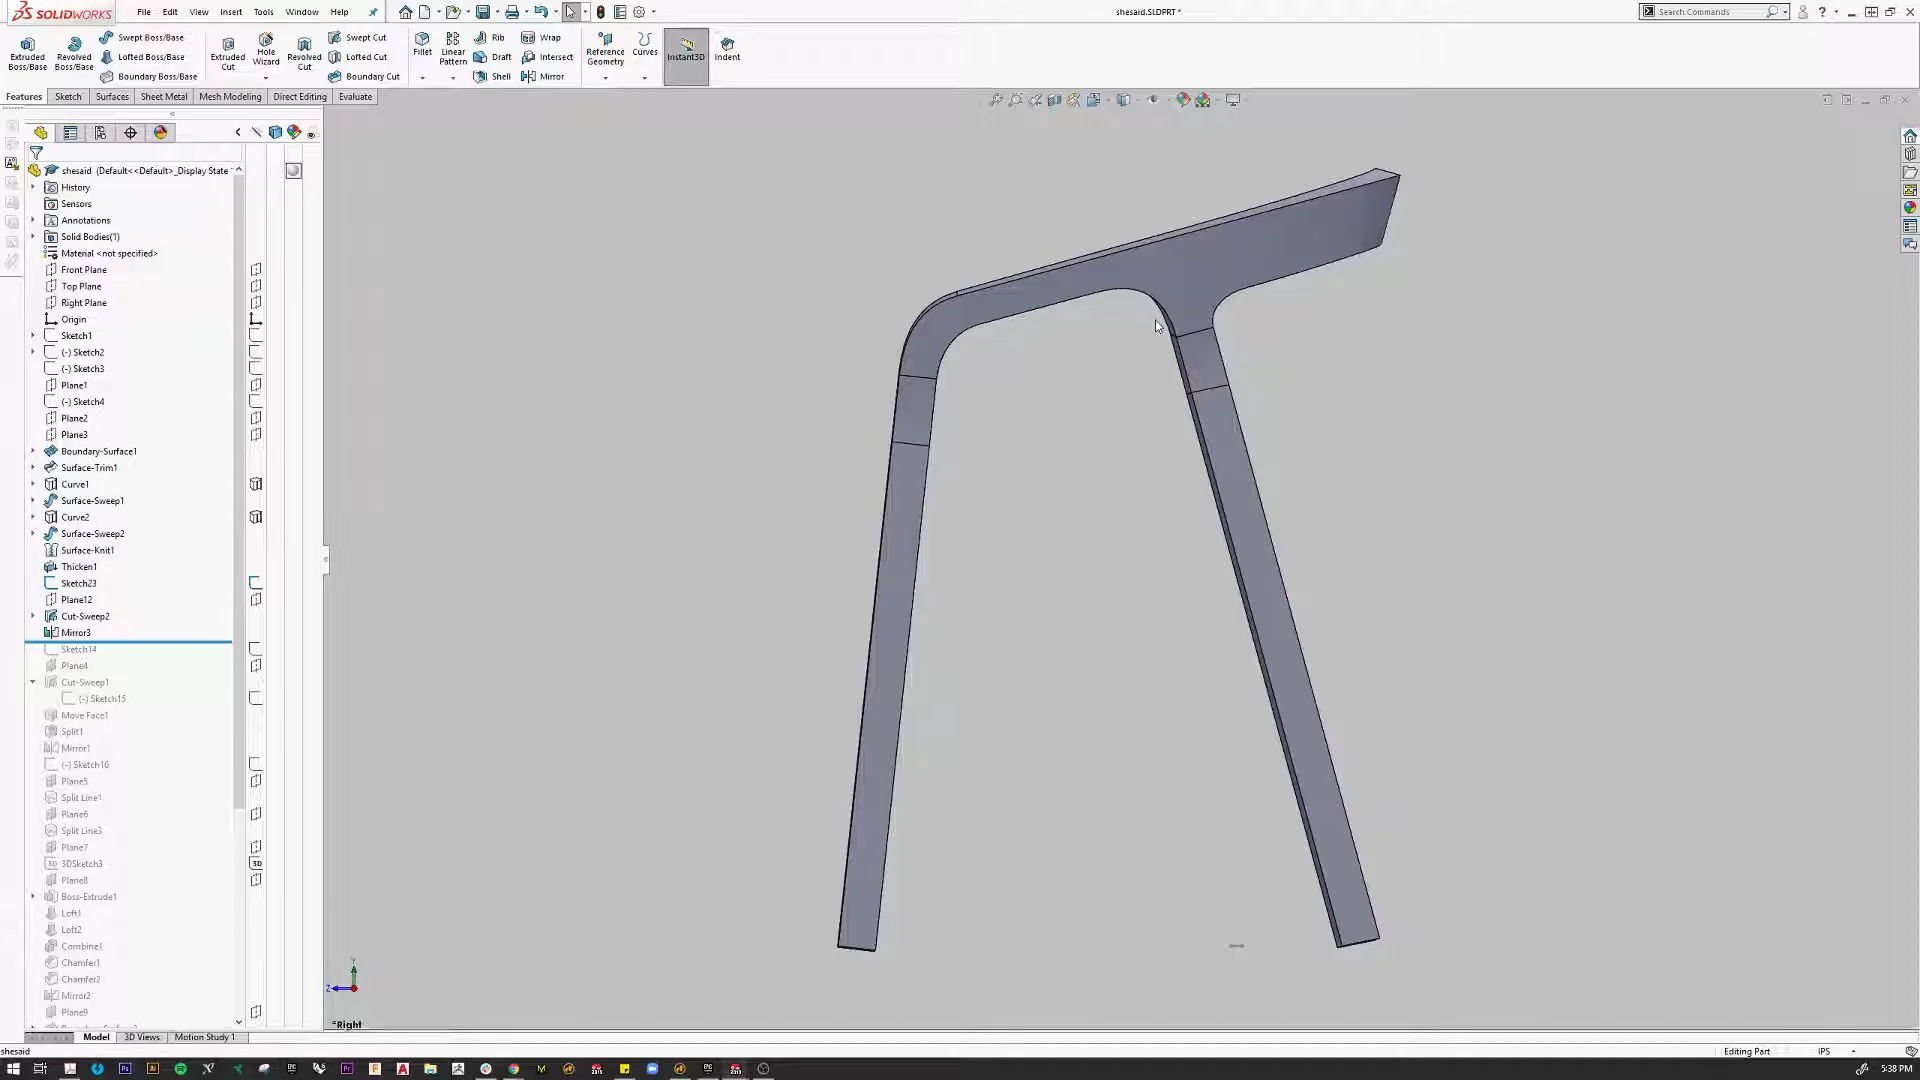 SOLIDWORKS File Edit View Insert Tools Window Help shesaid.SLDPRT * Search Commands
Extruded Boss/Base Revolved Boss/Base Swept Boss/Base Lofted Boss/Base Boundary Boss/Base Extruded Cut Hole Wizard Revolved Cut Swept Cut Lofted Cut Boundary Cut Fillet Linear Pattern Rib Draft Shell Wrap Intersect Mirror Reference Geometry Curves Instant3D Indent
Features Sketch Surfaces Sheet Metal Mesh Modeling Direct Editing Evaluate
shesaid (Default<<Default>_Display State
History
Sensors
Annotations
Solid Bodies(1)
Material <not specified>
Front Plane
Top Plane
Right Plane
Origin
Sketch1
(-) Sketch2
(-) Sketch3
Plane1
(-) Sketch4
Plane2
Plane3
Boundary-Surface1
Surface-Trim1
Curve1
Surface-Sweep1
Curve2
Surface-Sweep2
Surface-Knit1
Thicken1
Sketch23
Plane12
Cut-Sweep2
Mirror3
Sketch14
Plane4
Cut-Sweep1
(-) Sketch15
Move Face1
Split1
Mirror1
(-) Sketch16
Plane5
Split Line1
Plane6
Split Line3
Plane7
3DSketch3
Plane8
Boss-Extrude1
Loft1
Loft2
Combine1
Chamfer1
Chamfer2
Mirror2
Plane9
Y
Z
*Right
Model 3D Views Motion Study 1
shesaid Editing Part IPS
5:38 PM